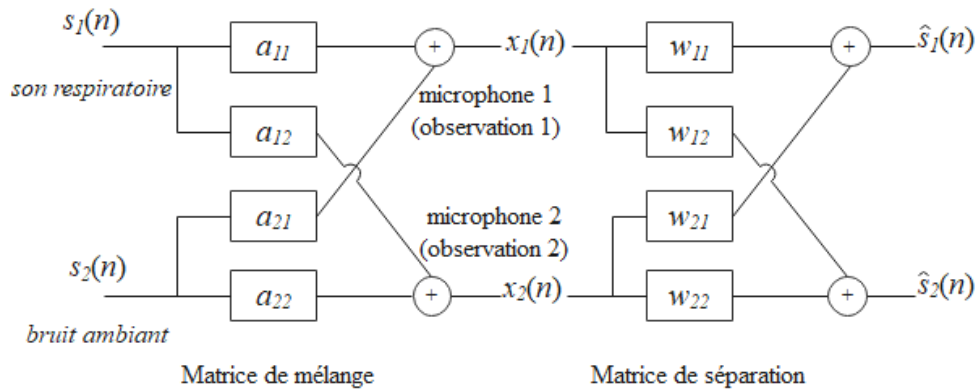 s₁(n)
a₁₁
+
x₁(n)
w₁₁
+
ŝ₁(n)
son respiratoire
microphone 1
(observation 1)
a₁₂
w₁₂
a₂₁
microphone 2
(observation 2)
w₂₁
s₂(n)
a₂₂
+
x₂(n)
w₂₂
+
ŝ₂(n)
bruit ambiant
Matrice de mélange
Matrice de séparation